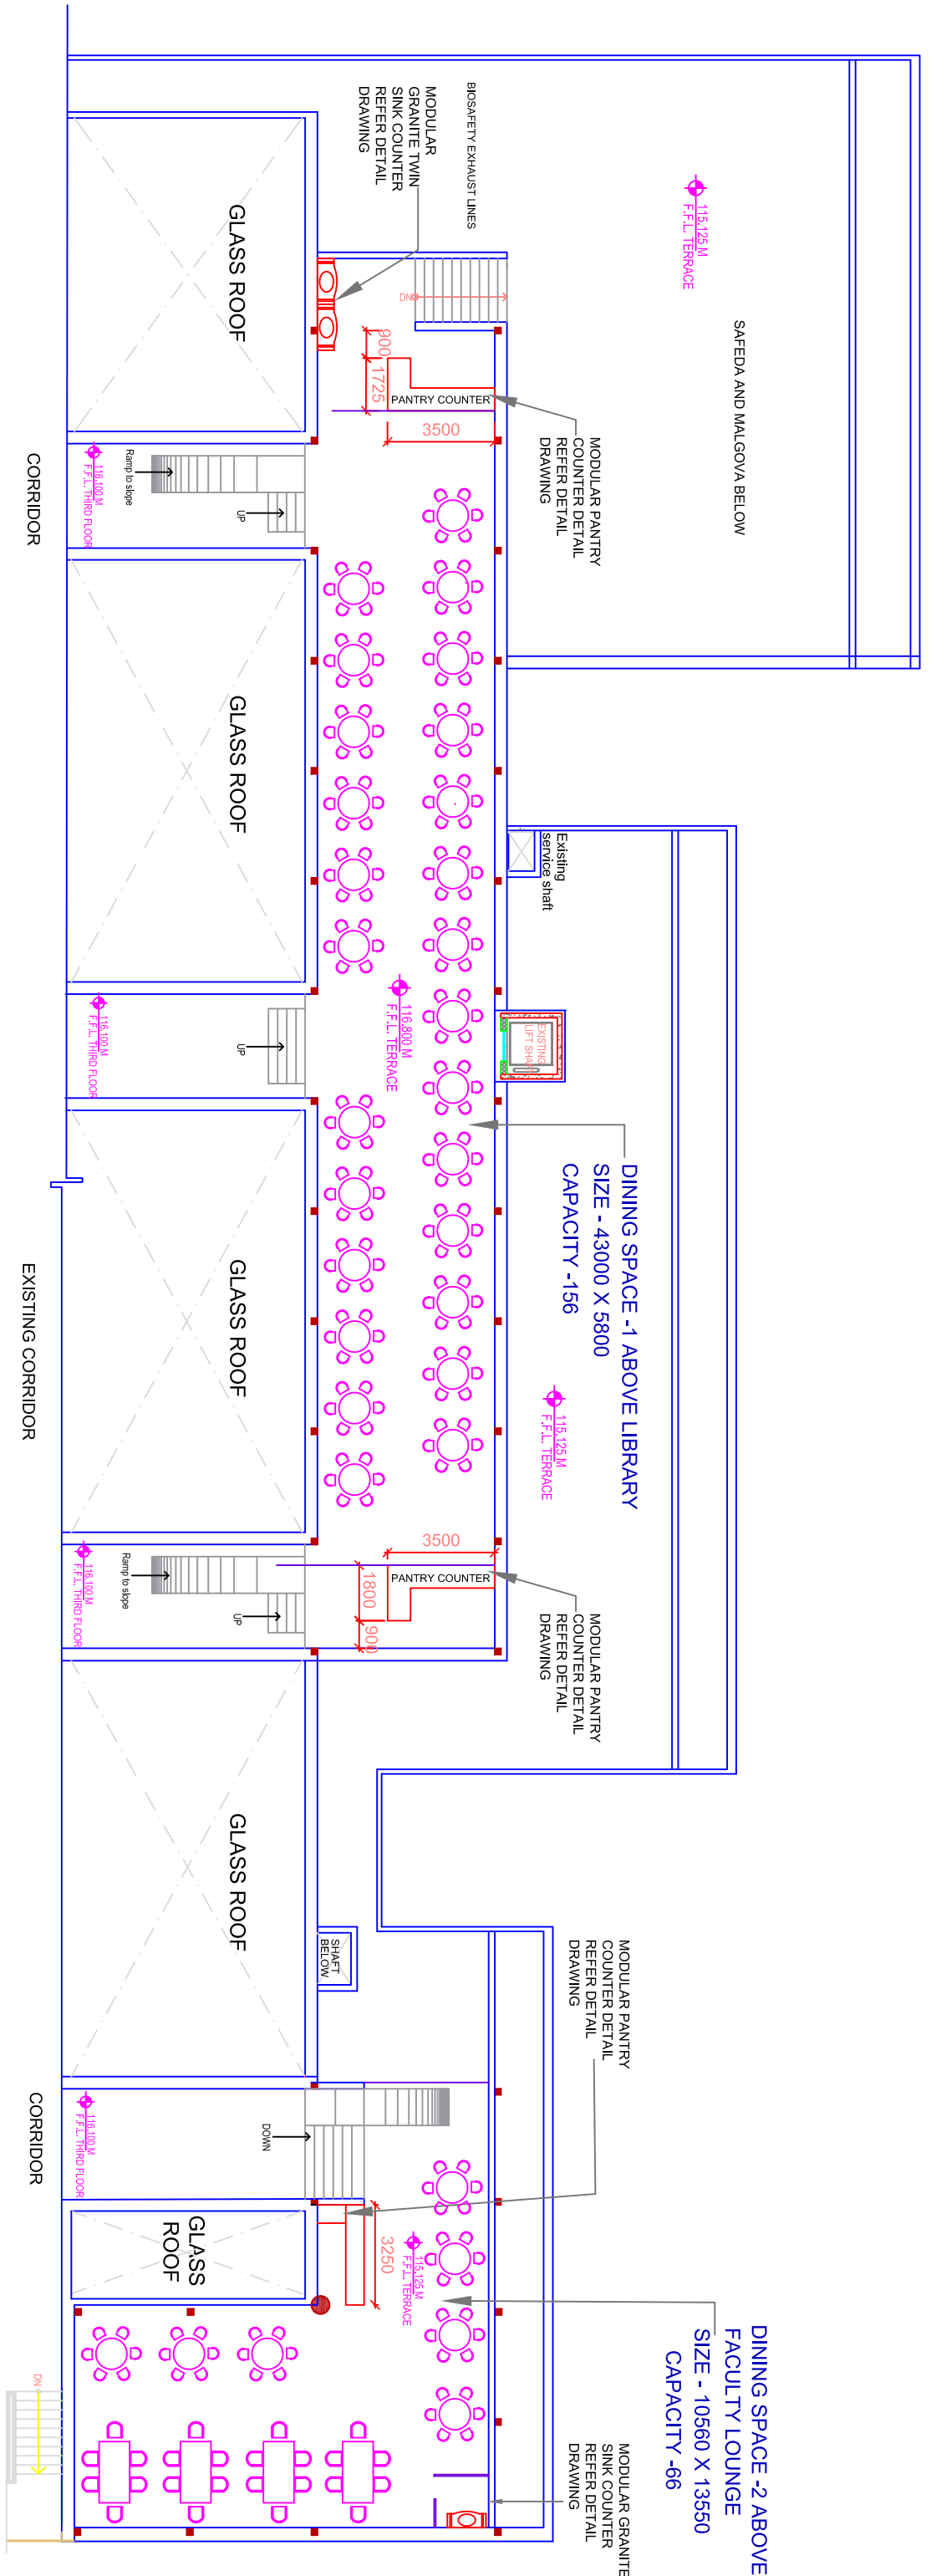 BIOSAFETY EXHAUST LINES
MODULAR
GRANITE TWIN
SINK COUNTER
REFER DETAIL
DRAWING
115.125 M
F.F.L. TERRACE
SAFEDA AND MALGOVA BELOW
GLASS ROOF
DN
900
1725
PANTRY COUNTER
3500
MODULAR PANTRY
COUNTER DETAIL
REFER DETAIL
DRAWING
CORRIDOR
116.100 M
F.F.L. THIRD FLOOR
Ramp to slope
UP
GLASS ROOF
Existing
service shaft
116.100 M
F.F.L. THIRD FLOOR
UP
116.800 M
F.F.L. TERRACE
EXISTING
LIFT SHAFT
DINING SPACE -1 ABOVE LIBRARY
SIZE - 43000 X 5800
CAPACITY -156
EXISTING CORRIDOR
GLASS ROOF
115.125 M
F.F.L. TERRACE
116.100 M
F.F.L. THIRD FLOOR
Ramp to slope
UP
3500
PANTRY COUNTER
1800
900
MODULAR PANTRY
COUNTER DETAIL
REFER DETAIL
DRAWING
GLASS ROOF
SHAFT
BELOW
MODULAR PANTRY
COUNTER DETAIL
REFER DETAIL
DRAWING
CORRIDOR
116.100 M
F.F.L. THIRD FLOOR
DOWN
GLASS
ROOF
3250
115.125 M
F.F.L. TERRACE
DINING SPACE -2 ABOVE
FACULTY LOUNGE
SIZE - 10560 X 13550
CAPACITY -66
DN
MODULAR GRANITE
SINK COUNTER
REFER DETAIL
DRAWING